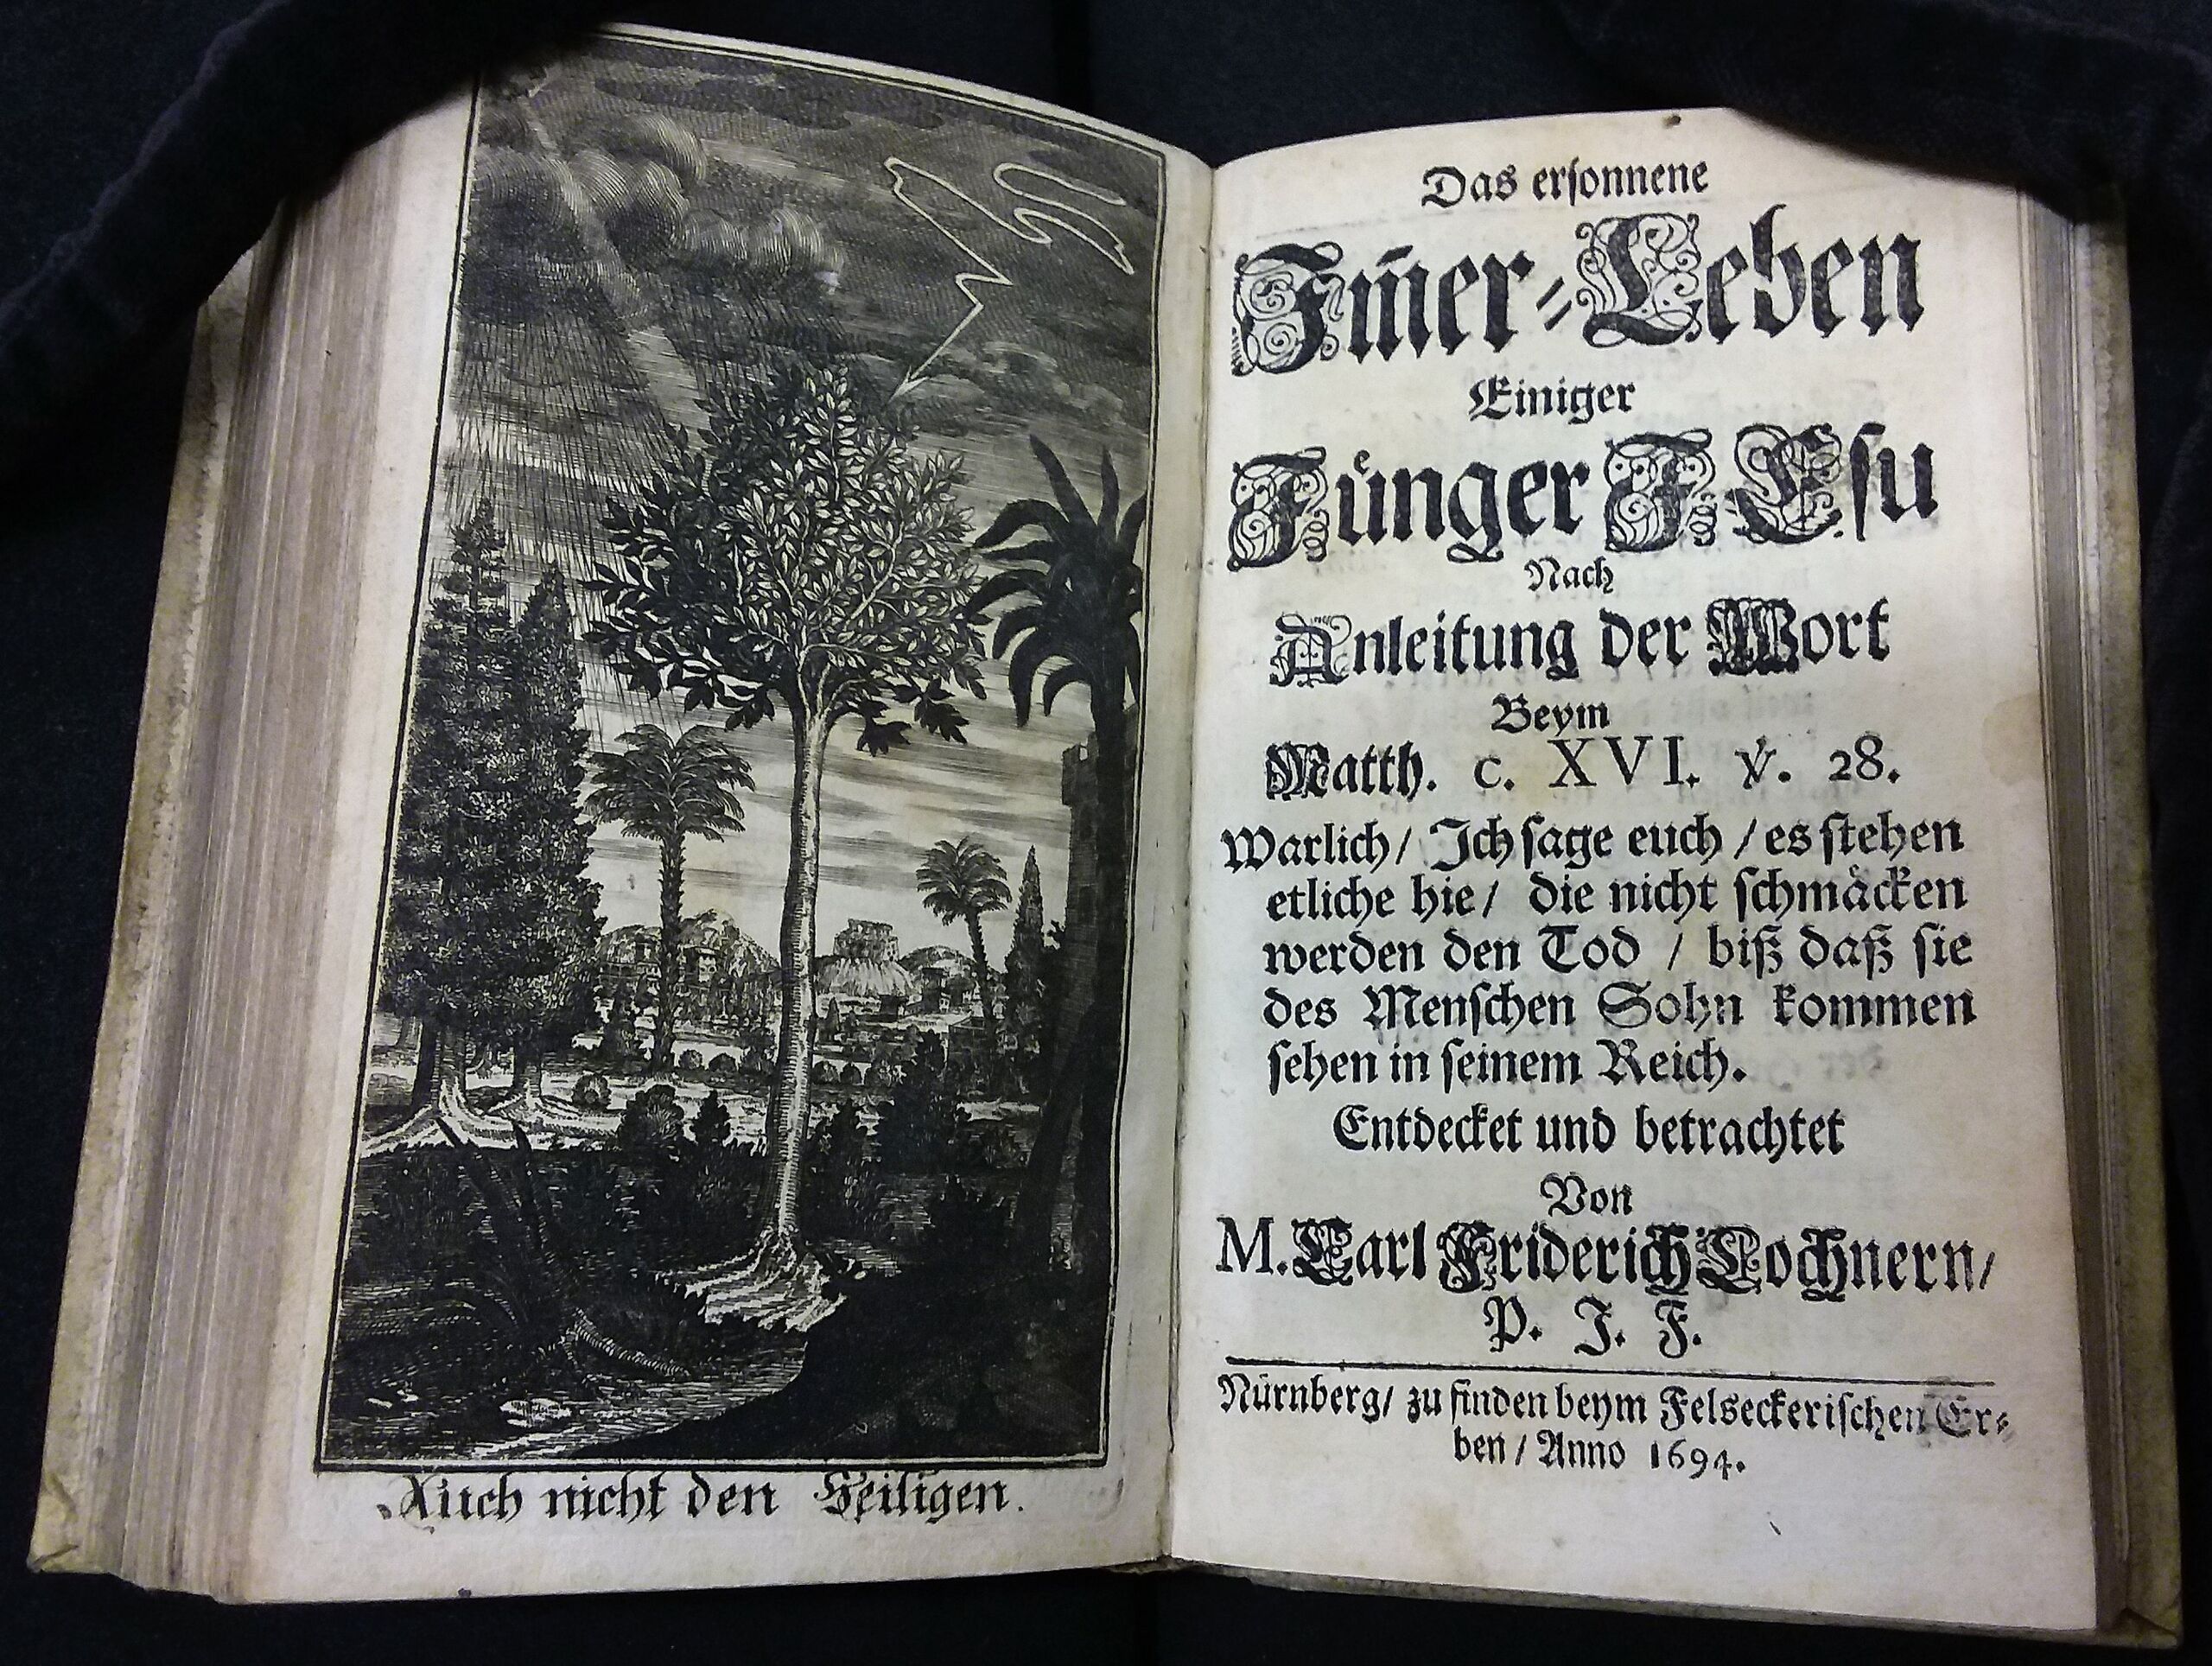 Auch nicht den Heiligen.
Das ersonnene
Im̄er-Leben
Einiger
Jünger JEsu
Nach
Anleitung der Wort
Beym
Matth. c. XVI. ℣. 28.
Warlich / Ich sage euch / es stehen
etliche hie / die nicht schmäcken
werden den Tod / biß daß sie
des Menschen Sohn kommen
sehen in seinem Reich.
Entdecket und betrachtet
Von
M. Carl Friderich Lochnern /
P. J. F.
Nürnberg / zu finden beym Felseckerischen Er-
ben / Anno 1694.